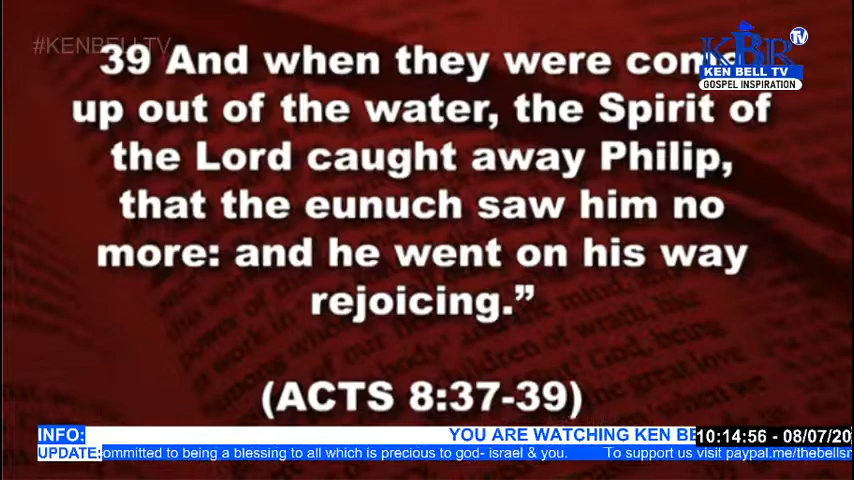 #KENBELLTV
KBR TV
KEN BELL TV
GOSPEL INSPIRATION
39 And when they were come
up out of the water, the Spirit of
the Lord caught away Philip,
that the eunuch saw him no
more: and he went on his way
rejoicing.”
(ACTS 8:37-39)
INFO: YOU ARE WATCHING KEN BE
10:14:56 - 08/07/20
UPDATE: ommitted to being a blessing to all which is precious to god- israel & you. To support us visit paypal.me/thebellsr